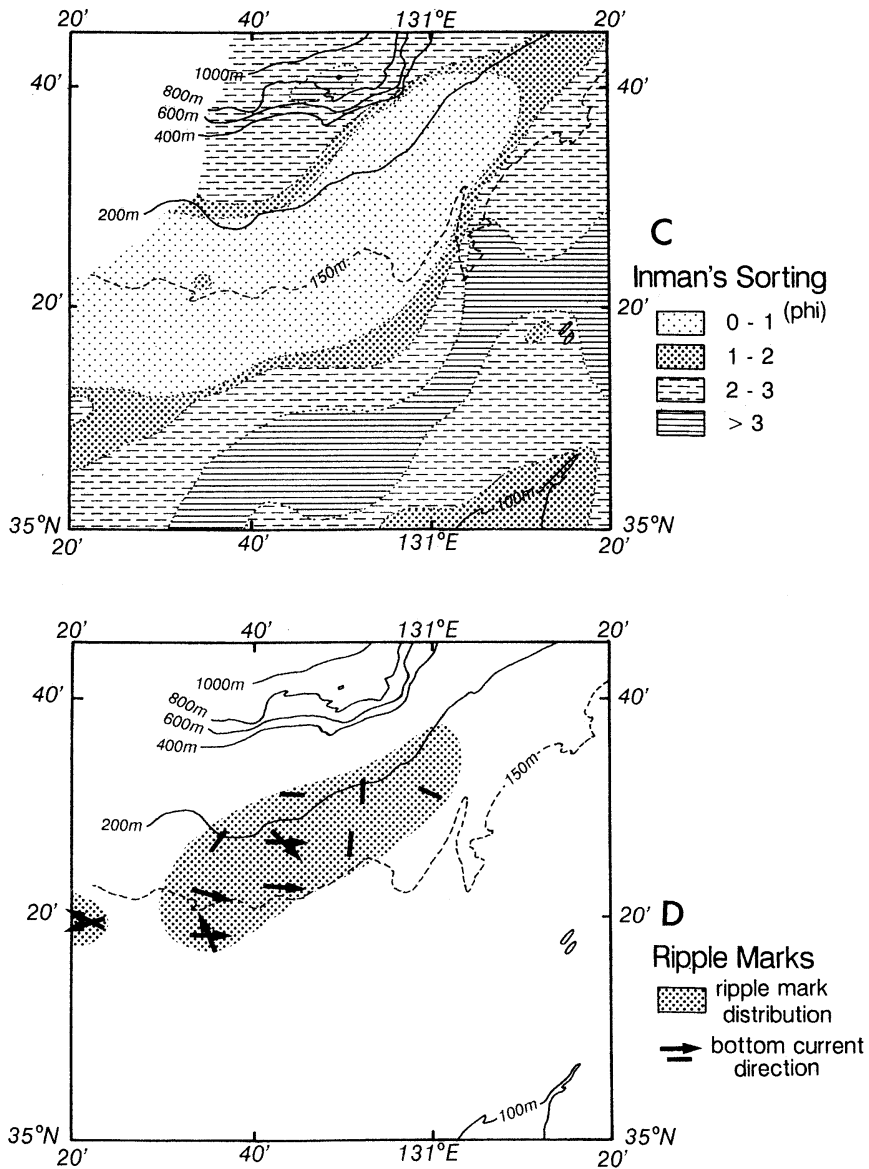 20' 40' 131°E 20'
40' 1000m 40'
800m
600m
400m
200m
150m
C
Inman's Sorting
(phi)
20' 20'
0 - 1
1 - 2
2 - 3
> 3
100m
35°N 35°N
20' 40' 131°E 20'
20' 40' 131°E 20'
1000m
40' 40'
800m
600m
400m
150m
200m
20' 20'
D
Ripple Marks
ripple mark
distribution
bottom current
direction
100m
35°N 35°N
20' 40' 131°E 20'